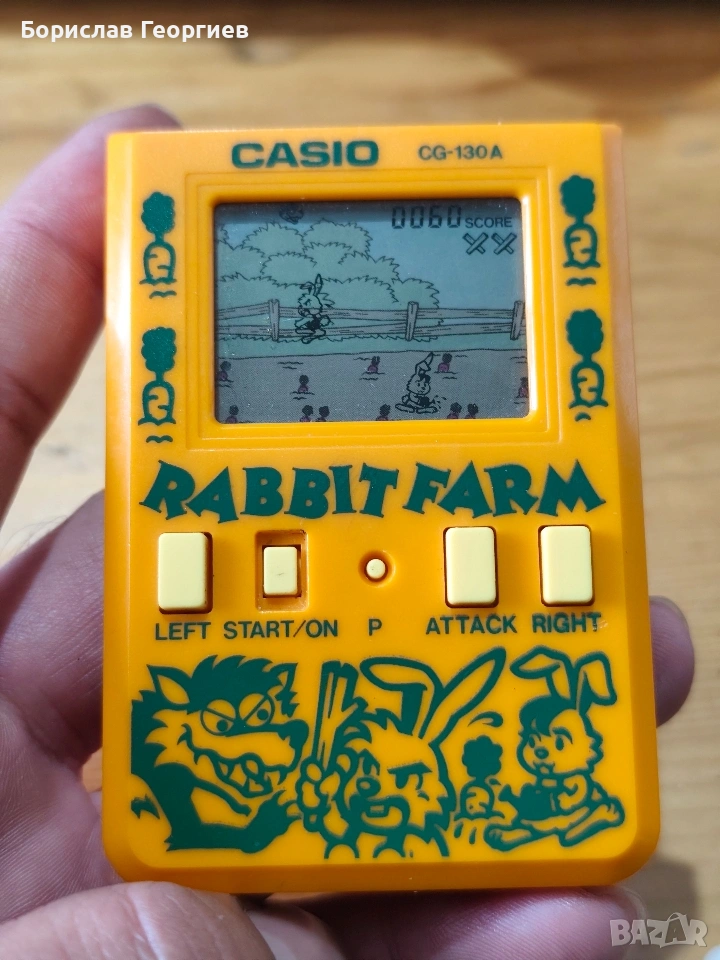 Борислав Георгиев
CASIO CG-130A
0060 SCORE
RABBIT FARM
LEFT START/ON P ATTACK RIGHT
BAZAR